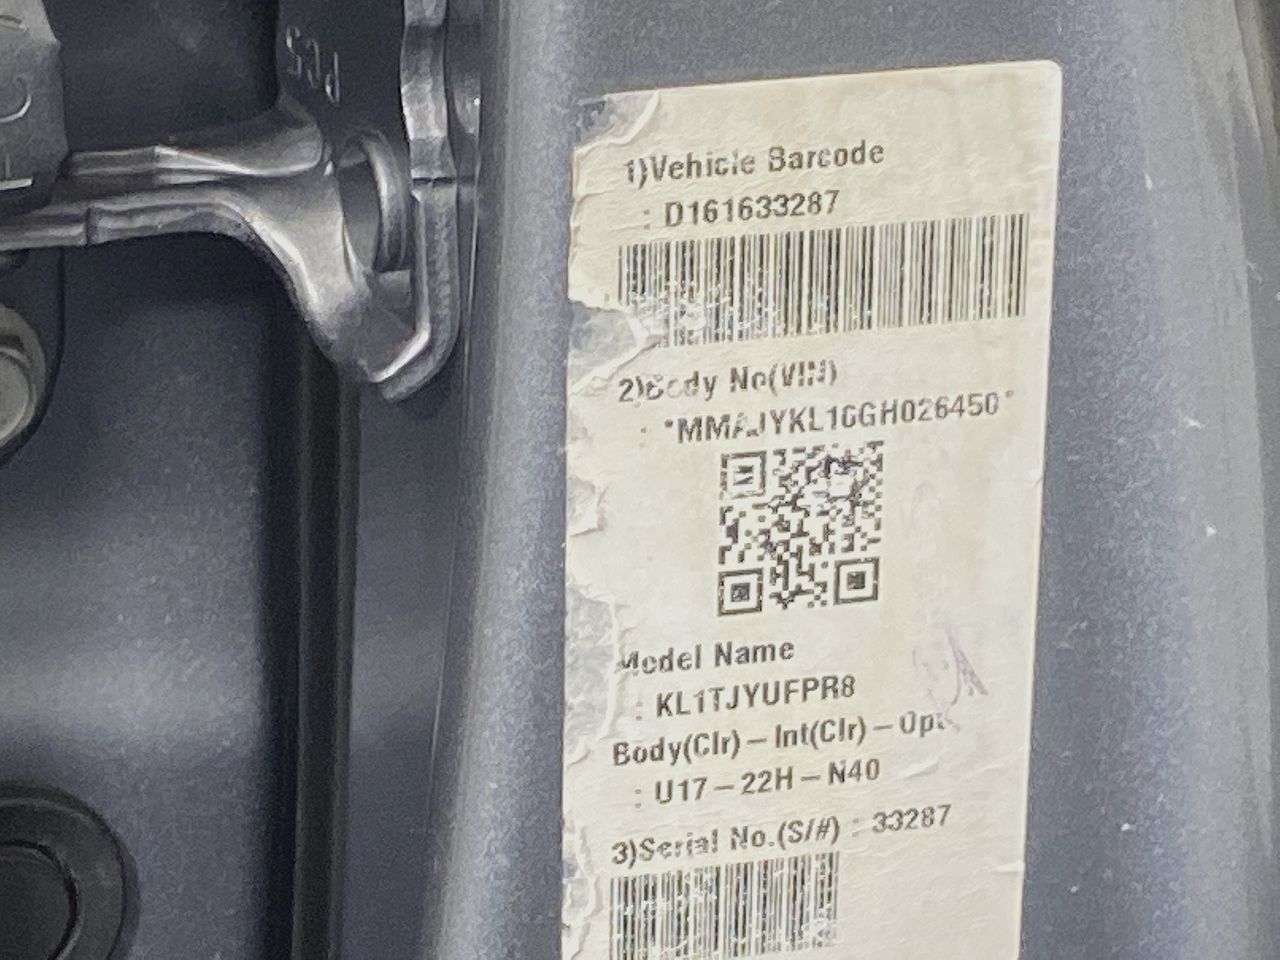 PC5
1)Vehicle Barcode
: D161633287
2)Body No(VIN)
: *MMAJYKL10GH026450*
Model Name
: KL1TJYUFPR8
Body(Clr)-Int(Clr)-Opt
: U17-22H-N40
3)Serial No.(S/#) : 33287